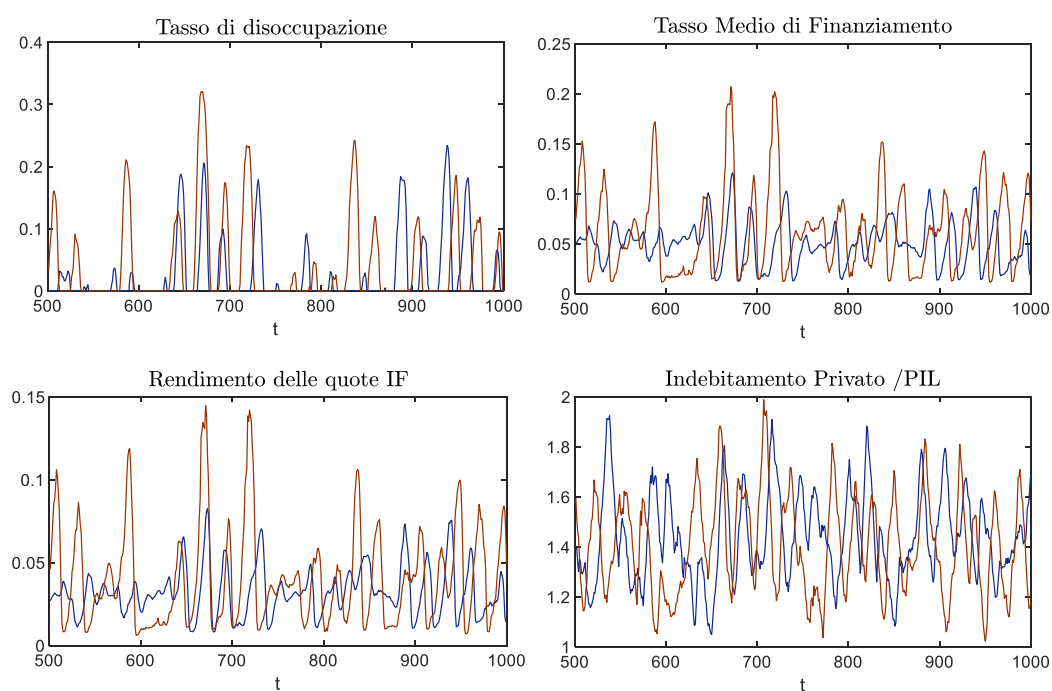 Tasso di disoccupazione
0.4
0.3
0.2
0.1
0
500 600 700 800 900 1000
t
Tasso Medio di Finanziamento
0.25
0.2
0.15
0.1
0.05
0
500 600 700 800 900 1000
t
Rendimento delle quote IF
0.15
0.1
0.05
0
500 600 700 800 900 1000
t
Indebitamento Privato /PIL
2
1.8
1.6
1.4
1.2
1
500 600 700 800 900 1000
t